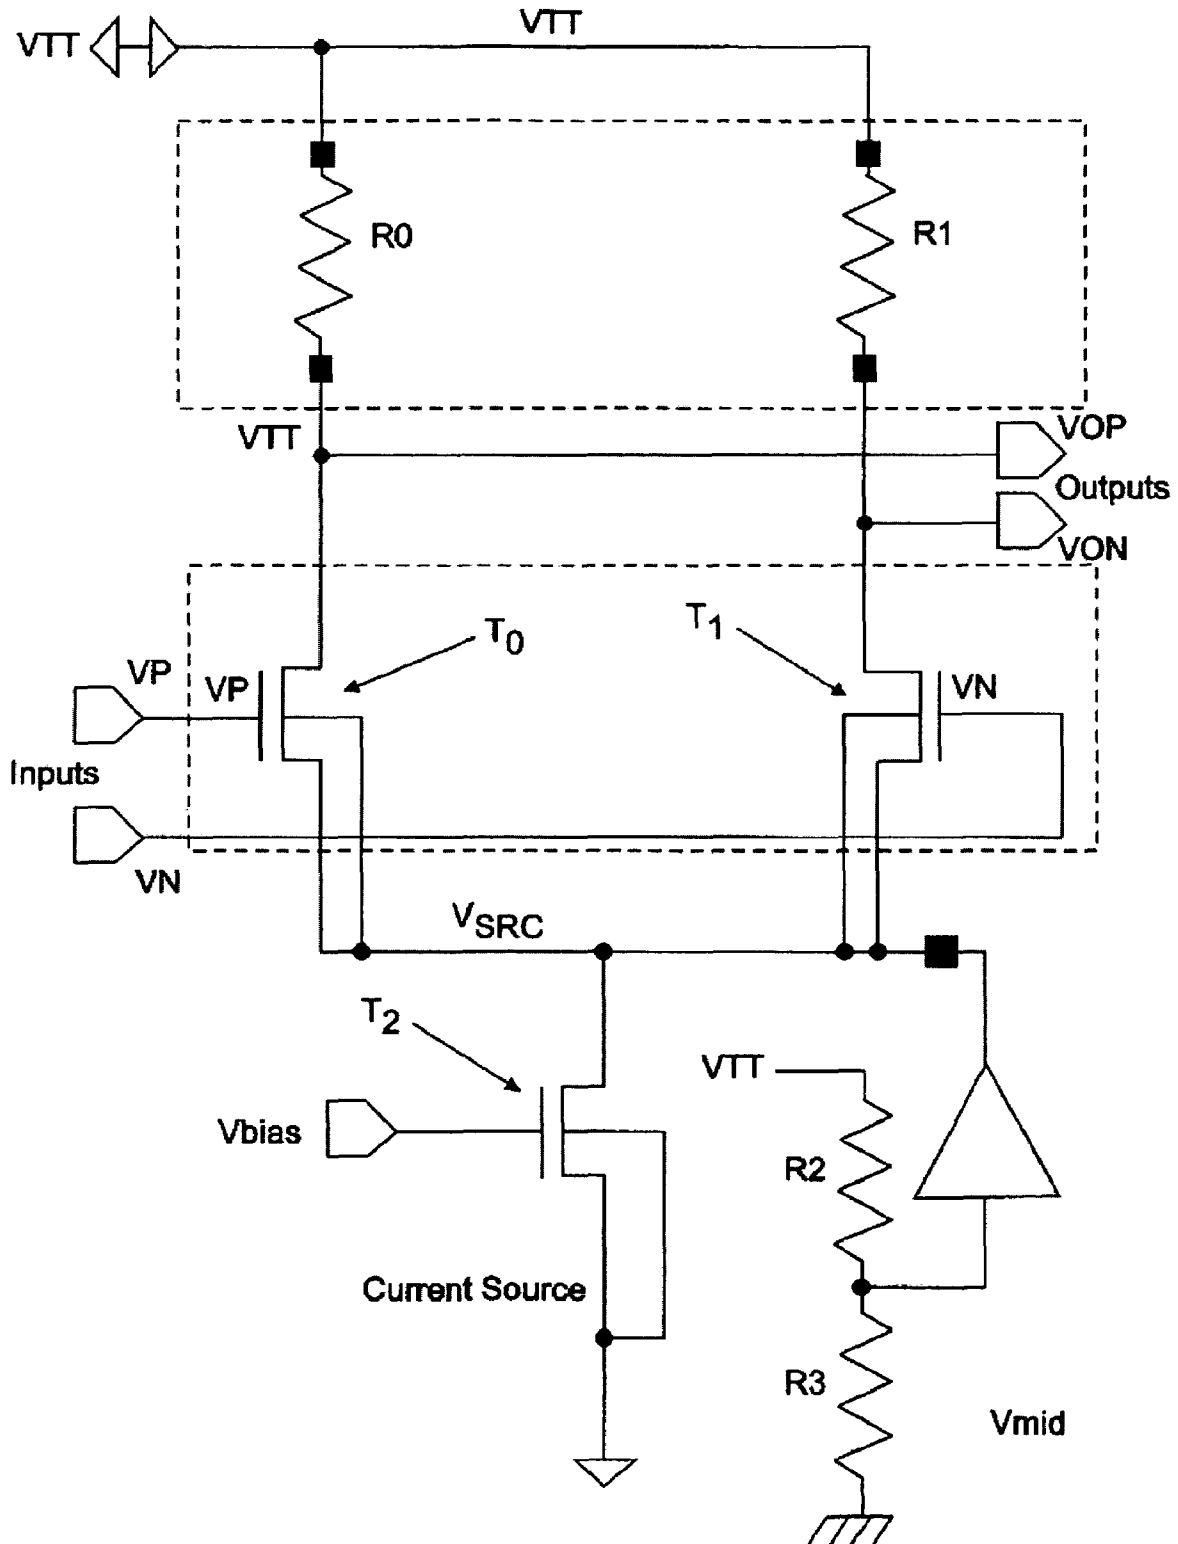 VTT
VTT
R0
R1
VTT
VOP
Outputs
VON
T0
T1
VP
VP
VN
Inputs
VN
VSRC
T2
VTT
Vbias
R2
Current Source
R3
Vmid